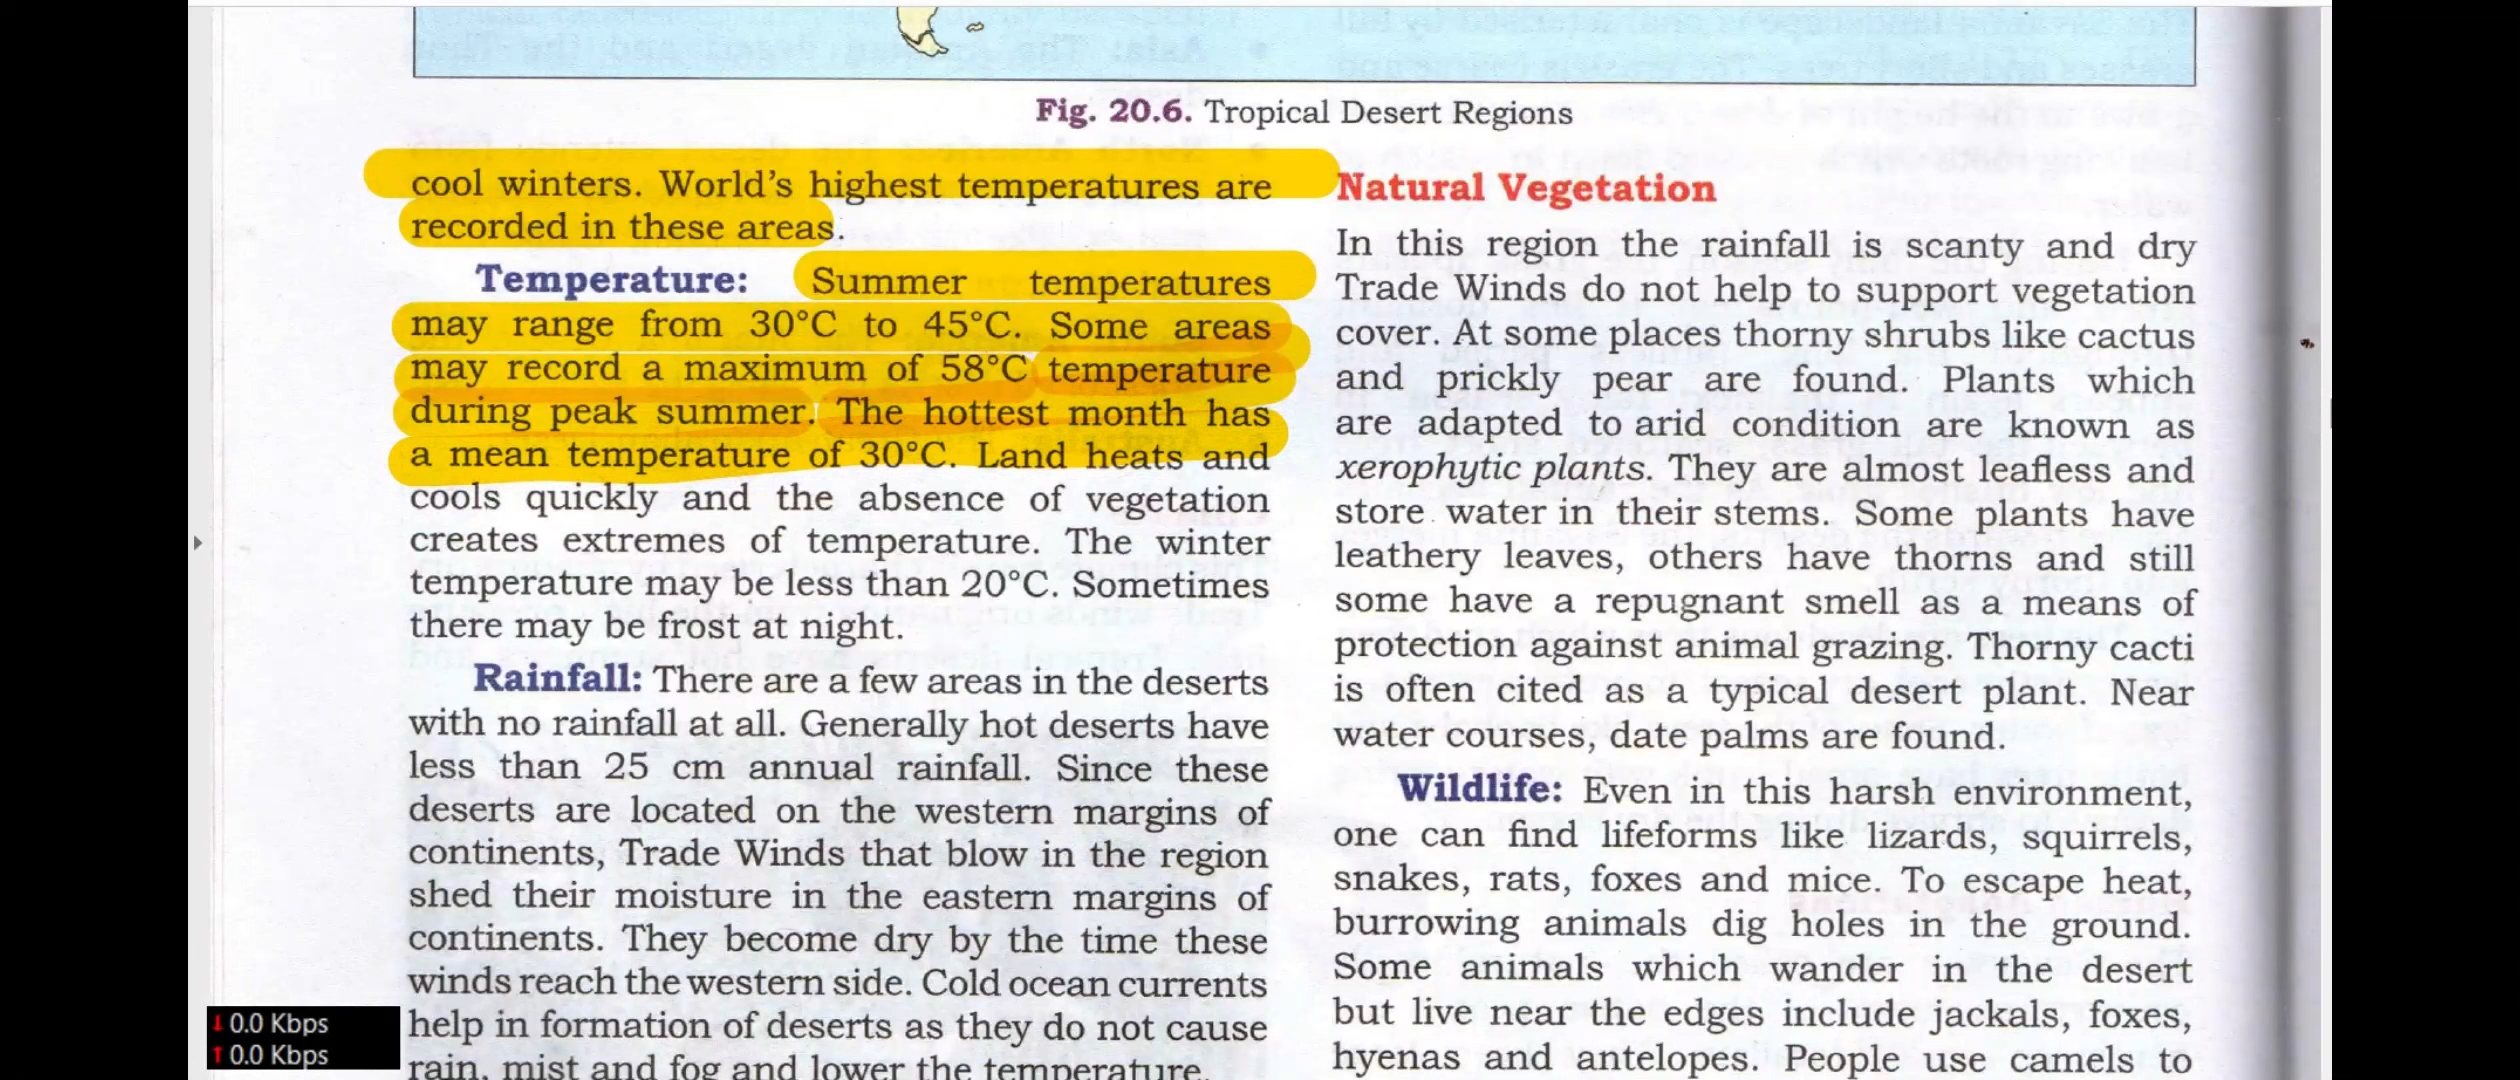 Fig. 20.6. Tropical Desert Regions
cool winters. World's highest temperatures are
recorded in these areas.
Temperature: Summer temperatures
may range from 30°C to 45°C. Some areas
may record a maximum of 58°C temperature
during peak summer. The hottest month has
a mean temperature of 30°C. Land heats and
cools quickly and the absence of vegetation
creates extremes of temperature. The winter
temperature may be less than 20°C. Sometimes
there may be frost at night.
Rainfall: There are a few areas in the deserts
with no rainfall at all. Generally hot deserts have
less than 25 cm annual rainfall. Since these
deserts are located on the western margins of
continents, Trade Winds that blow in the region
shed their moisture in the eastern margins of
continents. They become dry by the time these
winds reach the western side. Cold ocean currents
help in formation of deserts as they do not cause
rain, mist and fog and lower the temperature.
Natural Vegetation
In this region the rainfall is scanty and dry
Trade Winds do not help to support vegetation
cover. At some places thorny shrubs like cactus
and prickly pear are found. Plants which
are adapted to arid condition are known as
xerophytic plants. They are almost leafless and
store water in their stems. Some plants have
leathery leaves, others have thorns and still
some have a repugnant smell as a means of
protection against animal grazing. Thorny cacti
is often cited as a typical desert plant. Near
water courses, date palms are found.
Wildlife: Even in this harsh environment,
one can find lifeforms like lizards, squirrels,
snakes, rats, foxes and mice. To escape heat,
burrowing animals dig holes in the ground.
Some animals which wander in the desert
but live near the edges include jackals, foxes,
hyenas and antelopes. People use camels to
0.0 Kbps
0.0 Kbps